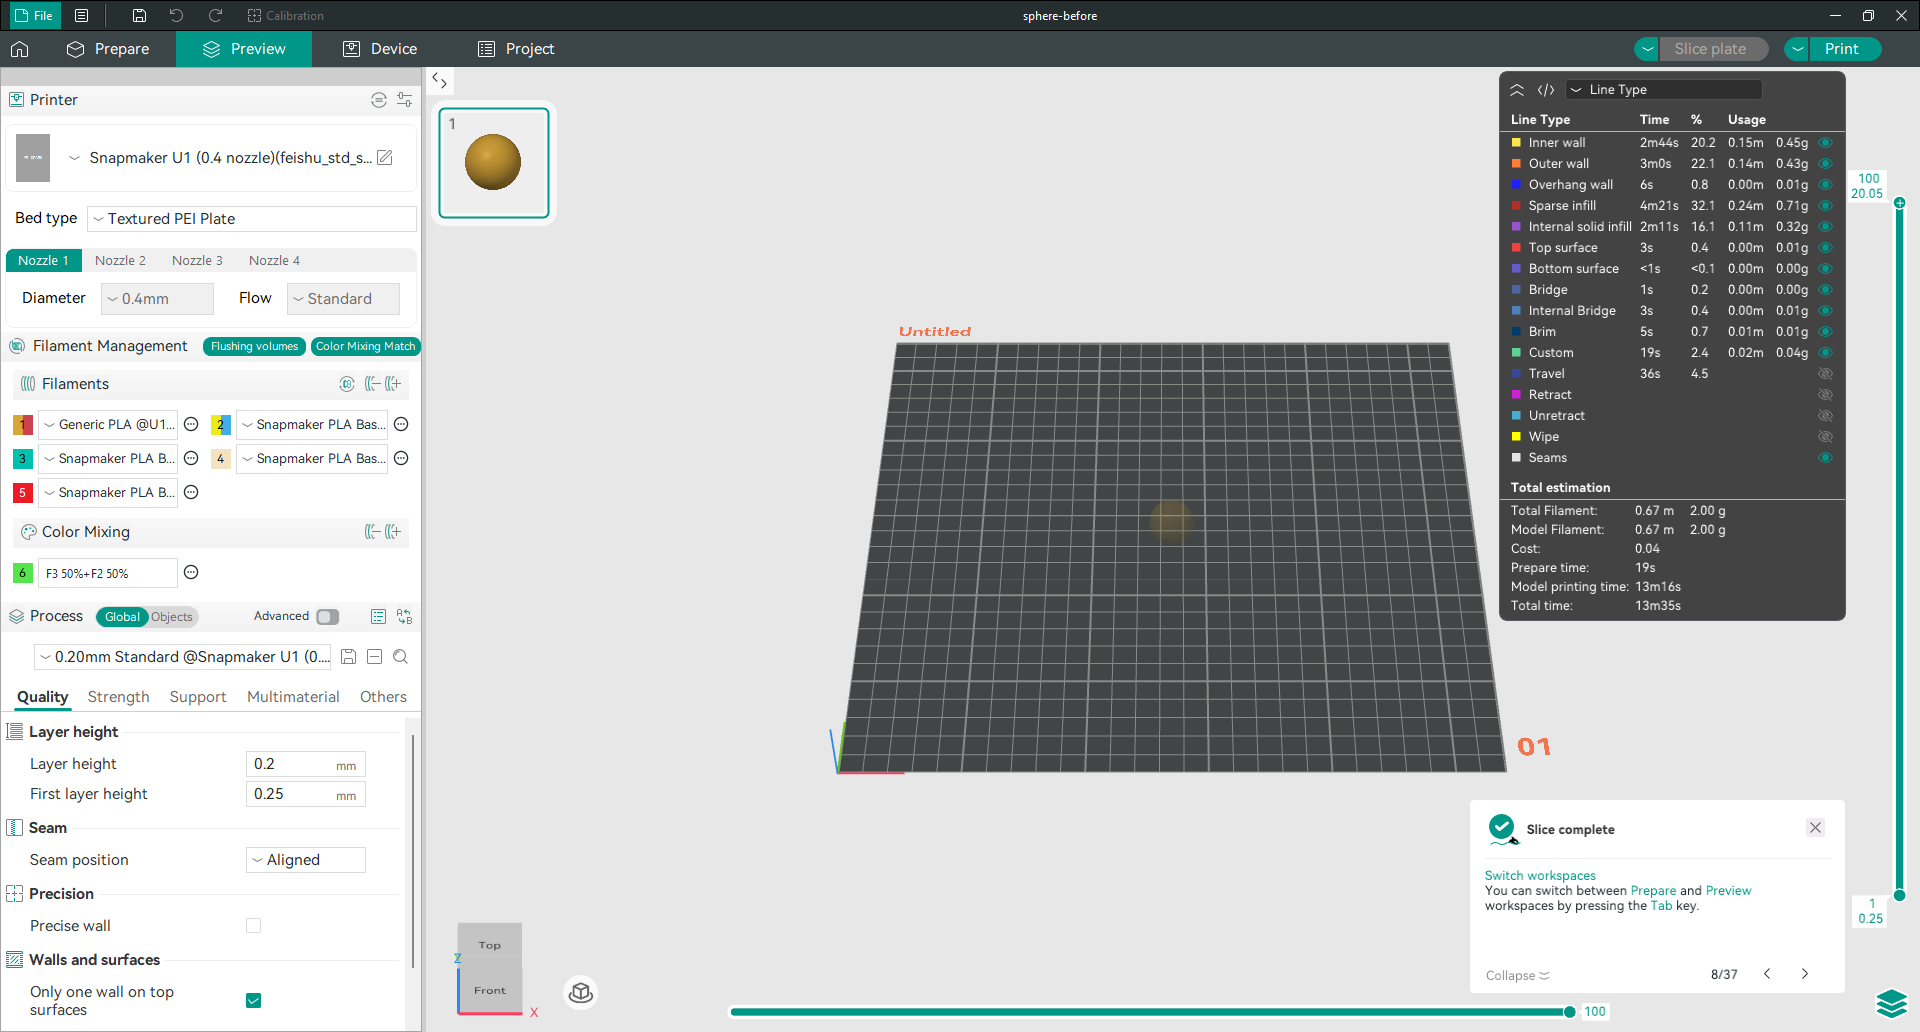 File
Calibration
sphere-before
Prepare
Preview
Device
Project
Slice plate
Print
Printer
Snapmaker U1 (0.4 nozzle)(feishu_std_s...
Bed type
Textured PEI Plate
Nozzle 1
Nozzle 2
Nozzle 3
Nozzle 4
Diameter
0.4mm
Flow
Standard
Filament Management
Flushing volumes
Color Mixing Match
Filaments
1
Generic PLA @U1...
2
Snapmaker PLA Bas...
3
Snapmaker PLA B...
4
Snapmaker PLA Bas...
5
Snapmaker PLA B...
Color Mixing
6
F3 50%+F2 50%
Process
Global
Objects
Advanced
0.20mm Standard @Snapmaker U1 (0....
Quality
Strength
Support
Multimaterial
Others
Layer height
Layer height
0.2 mm
First layer height
0.25 mm
Seam
Seam position
Aligned
Precision
Precise wall
Walls and surfaces
Only one wall on top
surfaces
1
Untitled
01
Top
Front
Z
X
100
Line Type
Line Type Time % Usage
Inner wall 2m44s 20.2 0.15m 0.45g
Outer wall 3m0s 22.1 0.14m 0.43g
Overhang wall 6s 0.8 0.00m 0.01g
Sparse infill 4m21s 32.1 0.24m 0.71g
Internal solid infill 2m11s 16.1 0.11m 0.32g
Top surface 3s 0.4 0.00m 0.01g
Bottom surface <1s <0.1 0.00m 0.00g
Bridge 1s 0.2 0.00m 0.00g
Internal Bridge 3s 0.4 0.00m 0.01g
Brim 5s 0.7 0.01m 0.01g
Custom 19s 2.4 0.02m 0.04g
Travel 36s 4.5
Retract
Unretract
Wipe
Seams
Total estimation
Total Filament: 0.67 m 2.00 g
Model Filament: 0.67 m 2.00 g
Cost: 0.04
Prepare time: 19s
Model printing time: 13m16s
Total time: 13m35s
100
20.05
1
0.25
Slice complete
Switch workspaces
You can switch between Prepare and Preview
workspaces by pressing the Tab key.
Collapse
8/37